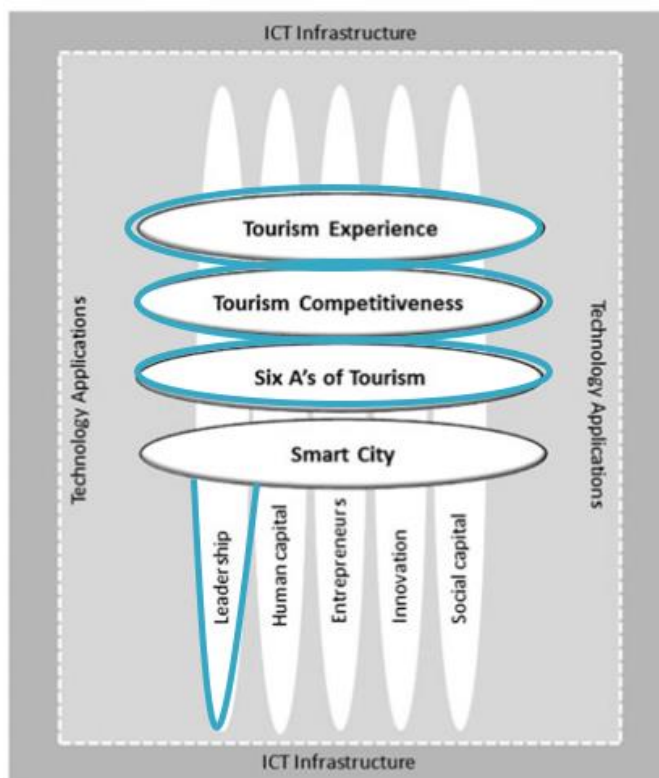 ICT Infrastructure
Tourism Experience
Tourism Competitiveness
Six A's of Tourism
Smart City
Technology Applications
Technology Applications
Leadership
Human capital
Entrepreneurs
Innovation
Social capital
ICT Infrastructure